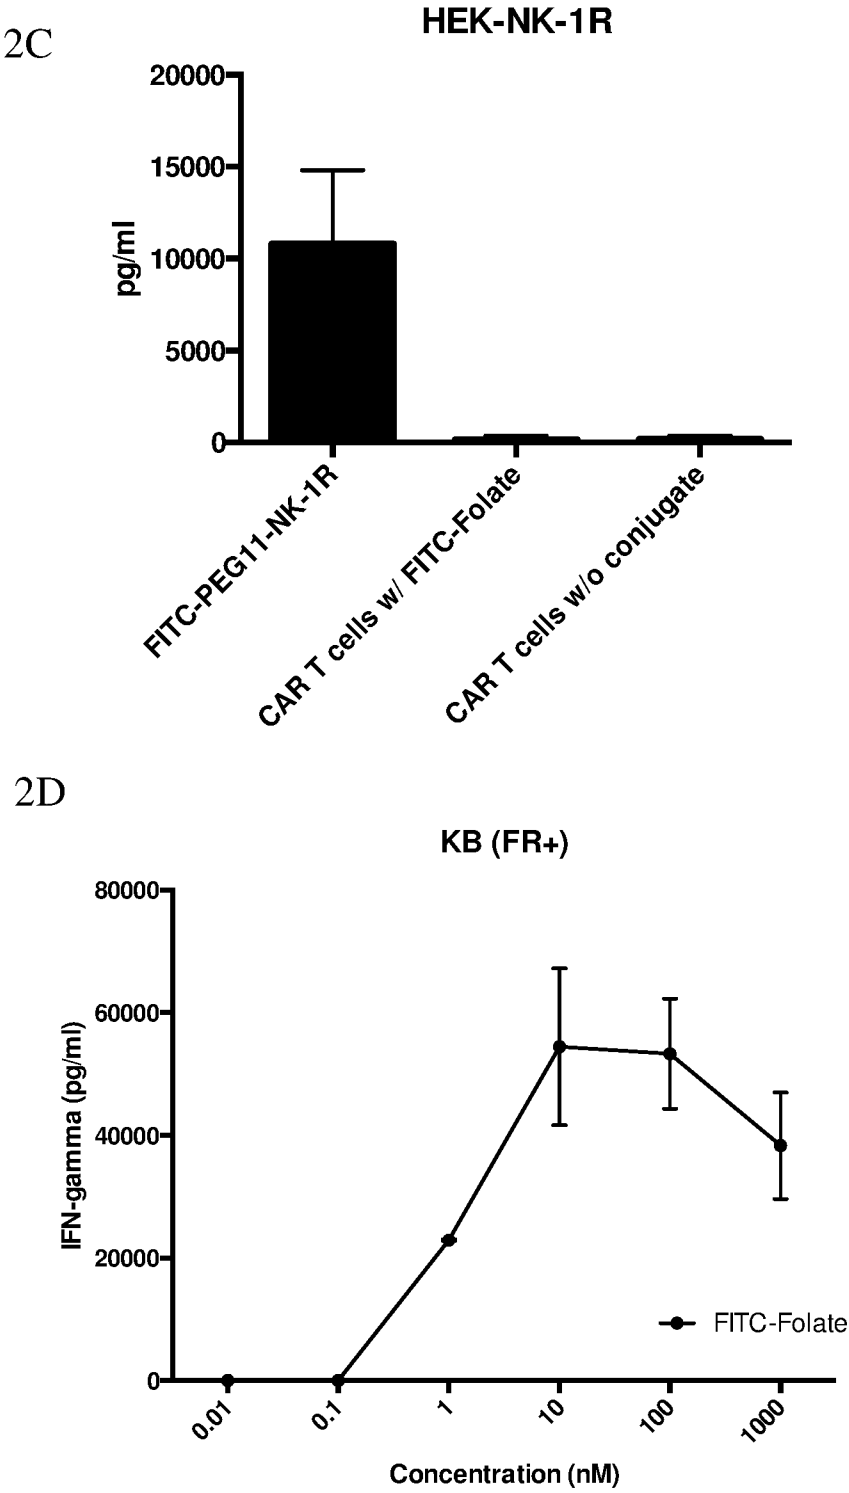 2C
HEK-NK-1R
20000
15000
10000
5000
0
pg/ml
FITC-PEG11-NK-1R
CAR T cells w/ FITC-Folate
CAR T cells w/o conjugate
2D
KB (FR+)
80000
60000
40000
20000
0
IFN-gamma (pg/ml)
FITC-Folate
0.01
0.1
1
10
100
1000
Concentration (nM)